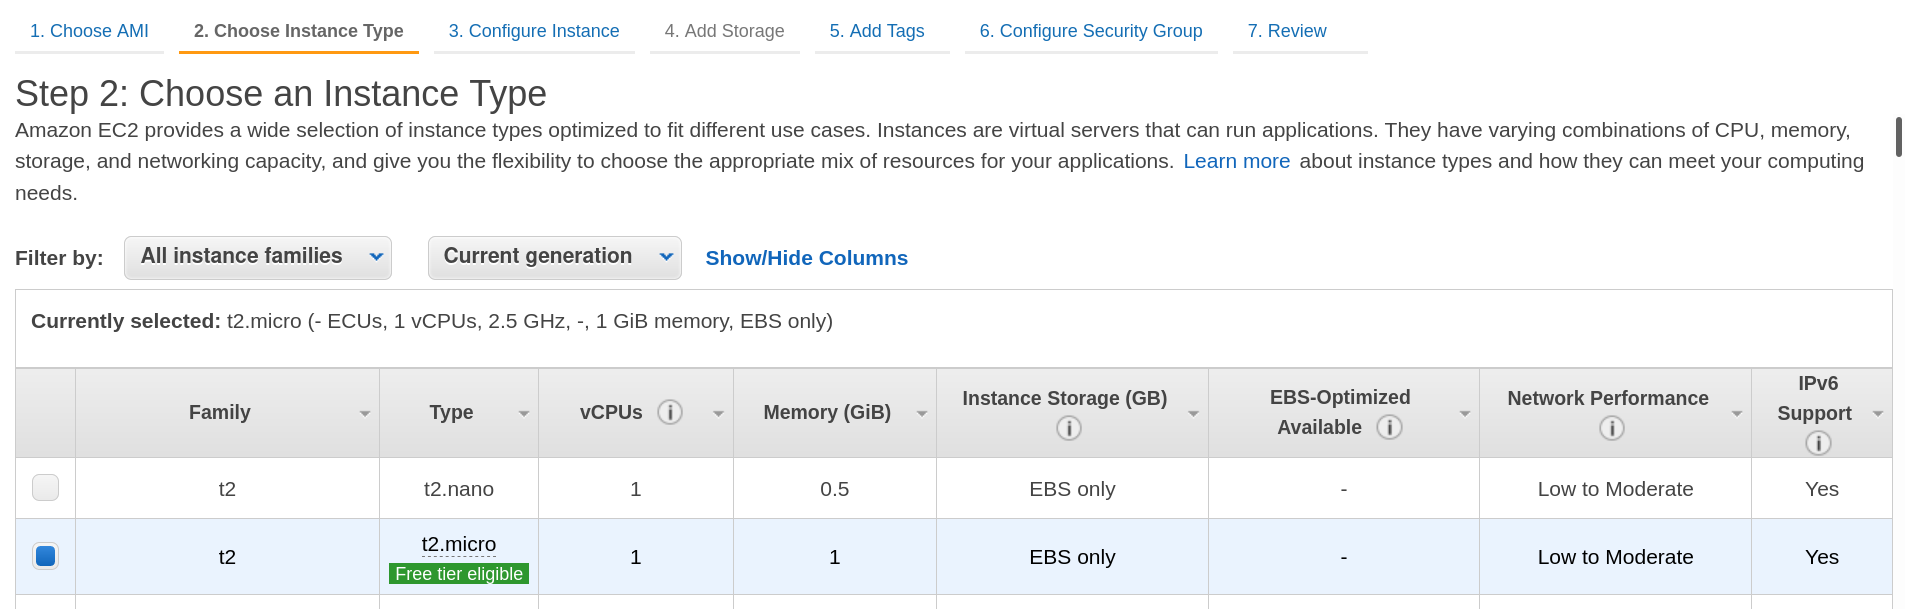 1. Choose AMI 2. Choose Instance Type 3. Configure Instance 4. Add Storage 5. Add Tags 6. Configure Security Group 7. Review
Step 2: Choose an Instance Type
Amazon EC2 provides a wide selection of instance types optimized to fit different use cases. Instances are virtual servers that can run applications. They have varying combinations of CPU, memory,
storage, and networking capacity, and give you the flexibility to choose the appropriate mix of resources for your applications. Learn more about instance types and how they can meet your computing
needs.
Filter by: All instance families Current generation Show/Hide Columns
Currently selected: t2.micro (- ECUs, 1 vCPUs, 2.5 GHz, -, 1 GiB memory, EBS only)
Family Type vCPUs Memory (GiB) Instance Storage (GB) EBS-Optimized Available Network Performance IPv6 Support
t2 t2.nano 1 0.5 EBS only - Low to Moderate Yes
t2 t2.micro 1 1 EBS only - Low to Moderate Yes
Free tier eligible